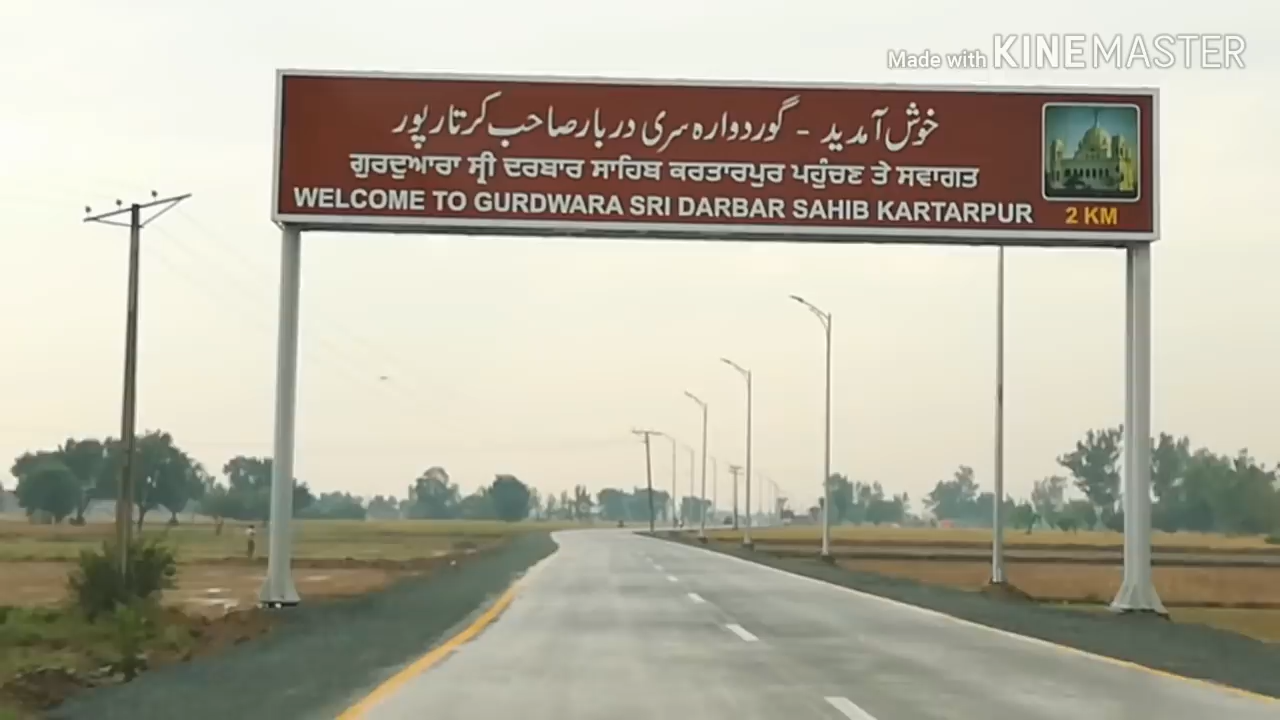 Made with KINEMASTER
خوش آمدید - گوردوارہ سری دربار صاحب کرتارپور
ਗੁਰਦੁਆਰਾ ਸ੍ਰੀ ਦਰਬਾਰ ਸਾਹਿਬ ਕਰਤਾਰਪੁਰ ਪਹੁੰਚਣ ਤੇ ਸਵਾਗਤ
WELCOME TO GURDWARA SRI DARBAR SAHIB KARTARPUR
2 KM